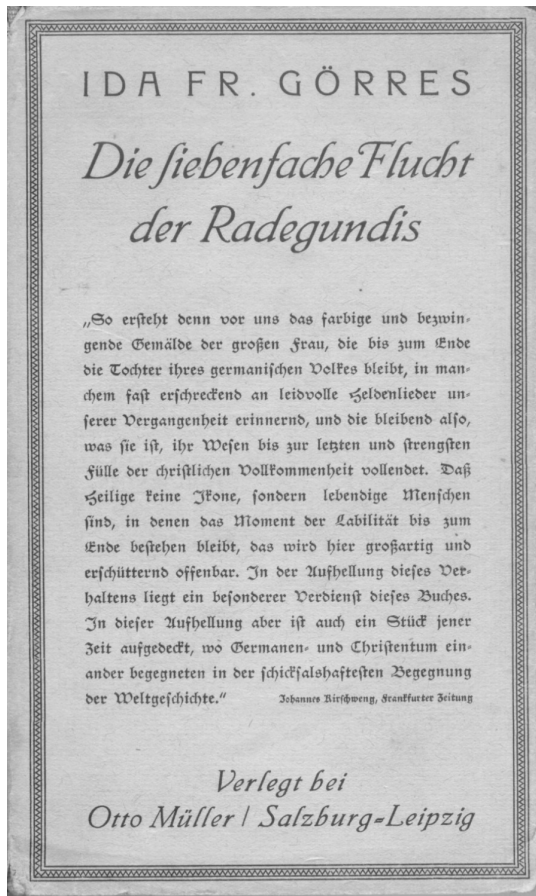 IDA FR. GÖRRES
Die siebenfache Flucht
der Radegundis
„So ersteht denn vor uns das farbige und bezwin-
gende Gemälde der großen Frau, die bis zum Ende
die Tochter ihres germanischen Volkes bleibt, in man-
chem fast erschreckend an leidvolle Heldenlieder un-
serer Vergangenheit erinnernd, und die bleibend also,
was sie ist, ihr Wesen bis zur letzten und strengsten
Fülle der christlichen Vollkommenheit vollendet. Daß
Heilige keine Ikone, sondern lebendige Menschen
sind, in denen das Moment der Labilität bis zum
Ende bestehen bleibt, das wird hier großartig und
erschütternd offenbar. In der Aufhellung dieses Ver-
haltens liegt ein besonderer Verdienst dieses Buches.
In dieser Aufhellung aber ist auch ein Stück jener
Zeit aufgedeckt, wo Germanen- und Christentum ein-
ander begegneten in der schicksalshaftesten Begegnung
der Weltgeschichte.“ Johannes Kirschweng, Frankfurter Zeitung
Verlegt bei
Otto Müller / Salzburg-Leipzig